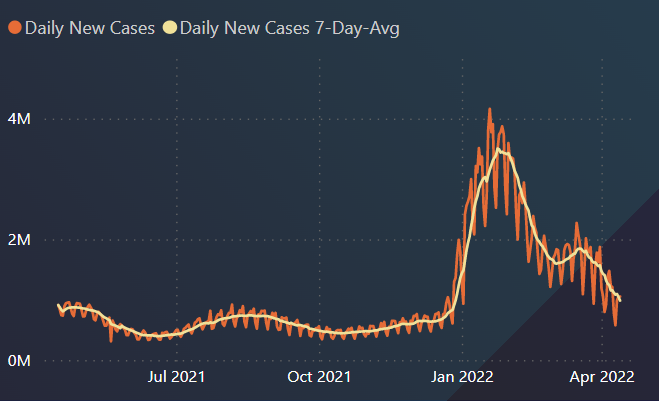 Daily New Cases Daily New Cases 7-Day-Avg
4M
2M
0M
Jul 2021 Oct 2021 Jan 2022 Apr 2022